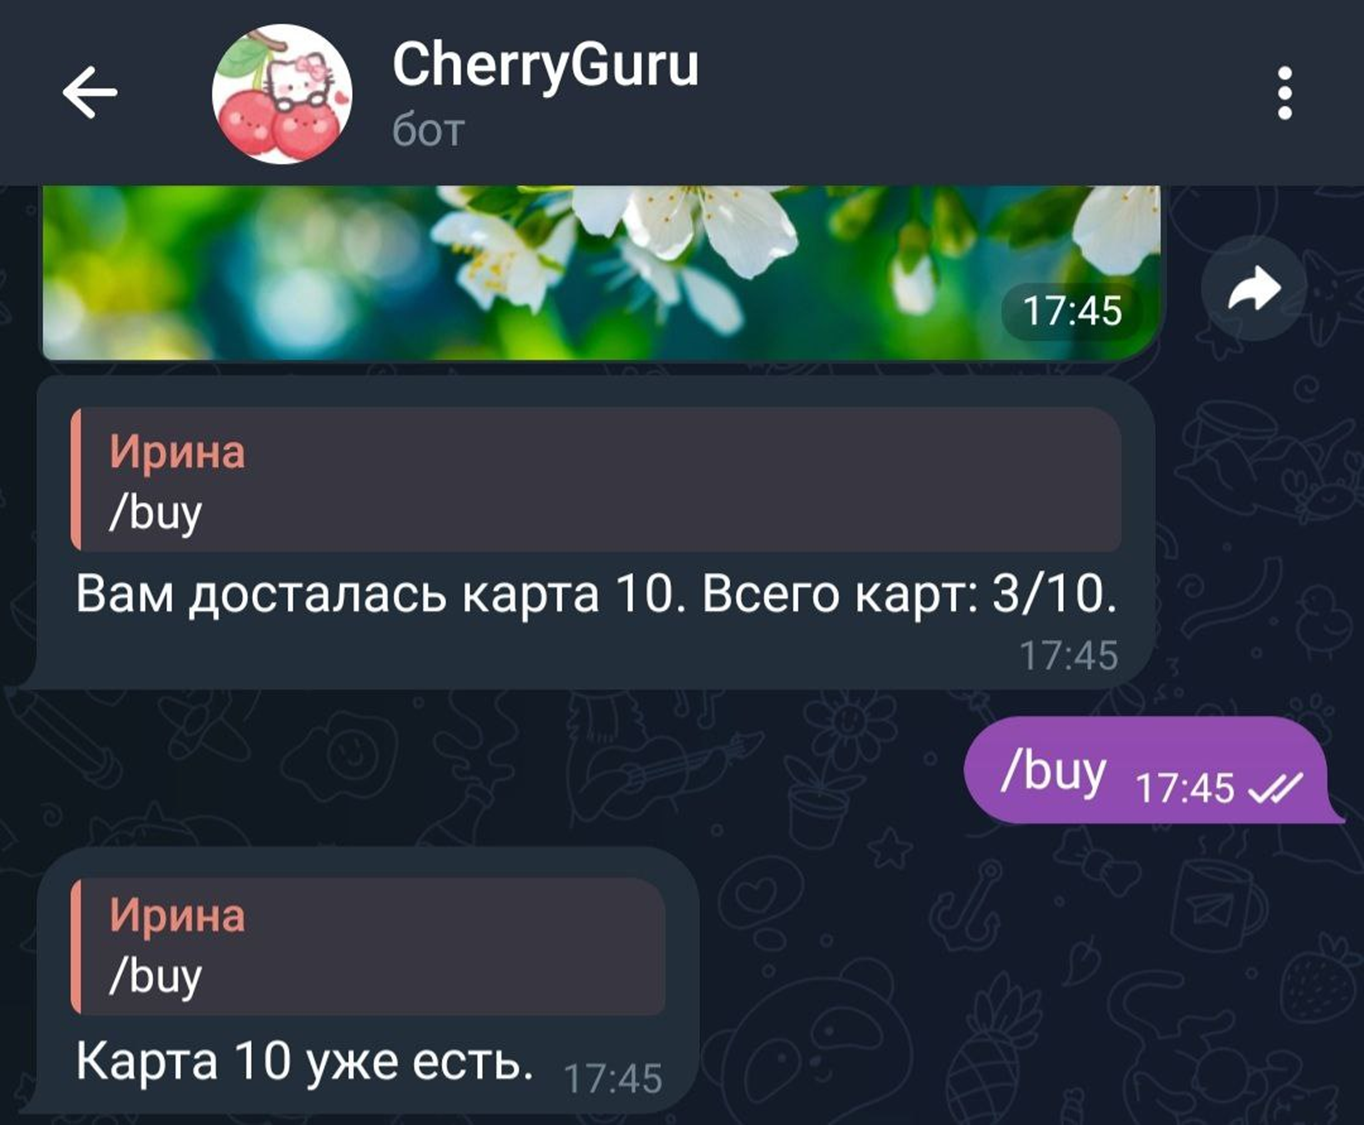 CherryGuru
бот
17:45
Ирина
/buy
Вам досталась карта 10. Всего карт: 3/10.
17:45
/buy 17:45
Ирина
/buy
Карта 10 уже есть. 17:45